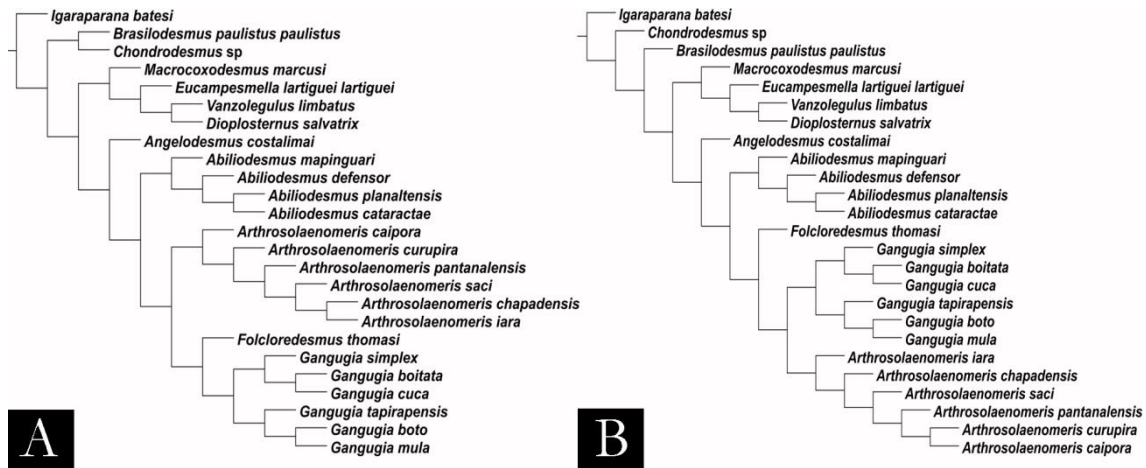 Igaraparana batesi
Brasilodesmus paulistus paulistus
Chondrodesmus sp
Macrocoxodesmus marcusi
Eucampesmella lartiguei lartiguei
Vanzolegulus limbatus
Dioplosternus salvatrix
Angelodesmus costalimai
Abiliodesmus mapinguari
Abiliodesmus defensor
Abiliodesmus planaltensis
Abiliodesmus cataractae
Arthrosolaenomeris caipora
Arthrosolaenomeris curupira
Arthrosolaenomeris pantanalensis
Arthrosolaenomeris saci
Arthrosolaenomeris chapadensis
Arthrosolaenomeris iara
Folcloredesmus thomasi
Gangugia simplex
Gangugia boitata
Gangugia cuca
Gangugia tapirapensis
Gangugia boto
Gangugia mula
A
Igaraparana batesi
Chondrodesmus sp
Brasilodesmus paulistus paulistus
Macrocoxodesmus marcusi
Eucampesmella lartiguei lartiguei
Vanzolegulus limbatus
Dioplosternus salvatrix
Angelodesmus costalimai
Abiliodesmus mapinguari
Abiliodesmus defensor
Abiliodesmus planaltensis
Abiliodesmus cataractae
Folcloredesmus thomasi
Gangugia simplex
Gangugia boitata
Gangugia cuca
Gangugia tapirapensis
Gangugia boto
Gangugia mula
Arthrosolaenomeris iara
Arthrosolaenomeris chapadensis
Arthrosolaenomeris saci
Arthrosolaenomeris pantanalensis
Arthrosolaenomeris curupira
Arthrosolaenomeris caipora
B